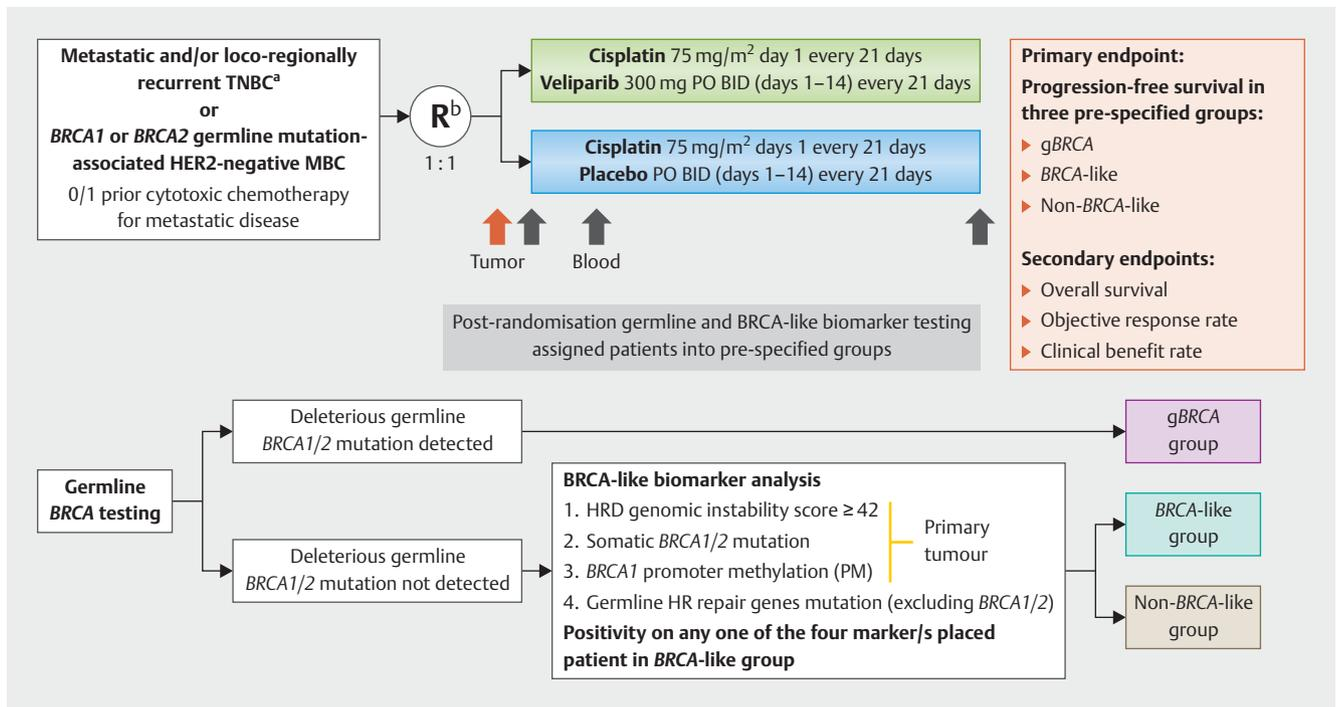 Metastatic and/or loco-regionally
recurrent TNBCᵃ
or
BRCA1 or BRCA2 germline mutation-
associated HER2-negative MBC
0/1 prior cytotoxic chemotherapy
for metastatic disease
Rᵇ
1 : 1
Cisplatin 75 mg/m² day 1 every 21 days
Veliparib 300 mg PO BID (days 1–14) every 21 days
Cisplatin 75 mg/m² days 1 every 21 days
Placebo PO BID (days 1–14) every 21 days
Tumor
Blood
Post-randomisation germline and BRCA-like biomarker testing
assigned patients into pre-specified groups
Primary endpoint:
Progression-free survival in
three pre-specified groups:
gBRCA
BRCA-like
Non-BRCA-like
Secondary endpoints:
Overall survival
Objective response rate
Clinical benefit rate
Germline
BRCA testing
Deleterious germline
BRCA1/2 mutation detected
Deleterious germline
BRCA1/2 mutation not detected
BRCA-like biomarker analysis
1. HRD genomic instability score ≥ 42
2. Somatic BRCA1/2 mutation
3. BRCA1 promoter methylation (PM)
Primary
tumour
4. Germline HR repair genes mutation (excluding BRCA1/2)
Positivity on any one of the four marker/s placed
patient in BRCA-like group
gBRCA
group
BRCA-like
group
Non-BRCA-like
group